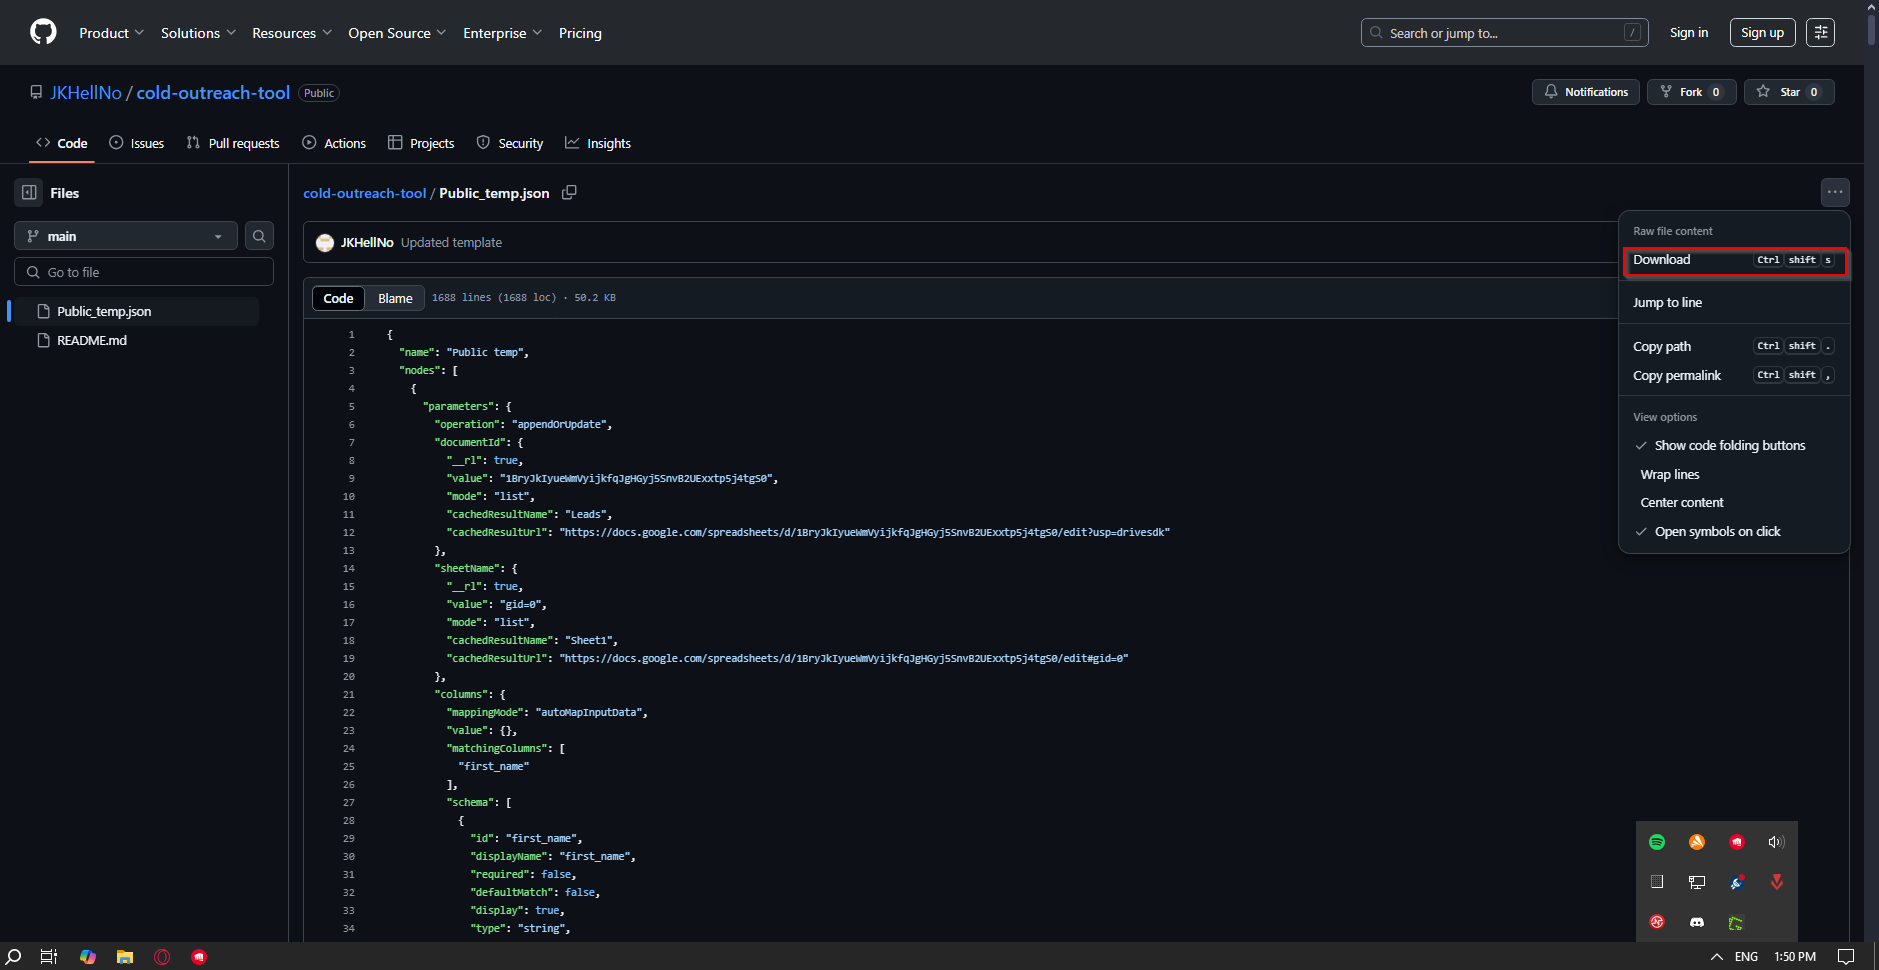 Product Solutions Resources Open Source Enterprise Pricing Search or jump to... / Sign in Sign up
JKHellNo / cold-outreach-tool Public Notifications Fork 0 Star 0
Code Issues Pull requests Actions Projects Security Insights
Files
main
Go to file
Public_temp.json
README.md
cold-outreach-tool / Public_temp.json
JKHellNo Updated template
Code Blame 1688 lines (1688 loc) · 50.2 KB
1 {
2 "name": "Public temp",
3 "nodes": [
4 {
5 "parameters": {
6 "operation": "appendOrUpdate",
7 "documentId": {
8 "__rl": true,
9 "value": "1BryJkIyueWmVyijkfqJgHGyj5SnvB2UExxtp5j4tgS0",
10 "mode": "list",
11 "cachedResultName": "Leads",
12 "cachedResultUrl": "https://docs.google.com/spreadsheets/d/1BryJkIyueWmVyijkfqJgHGyj5SnvB2UExxtp5j4tgS0/edit?usp=drivesdk"
13 },
14 "sheetName": {
15 "__rl": true,
16 "value": "gid=0",
17 "mode": "list",
18 "cachedResultName": "Sheet1",
19 "cachedResultUrl": "https://docs.google.com/spreadsheets/d/1BryJkIyueWmVyijkfqJgHGyj5SnvB2UExxtp5j4tgS0/edit#gid=0"
20 },
21 "columns": {
22 "mappingMode": "autoMapInputData",
23 "value": {},
24 "matchingColumns": [
25 "first_name"
26 ],
27 "schema": [
28 {
29 "id": "first_name",
30 "displayName": "first_name",
31 "required": false,
32 "defaultMatch": false,
33 "display": true,
34 "type": "string",
Raw file content
Download Ctrl shift s
Jump to line
Copy path Ctrl shift .
Copy permalink Ctrl shift ,
View options
Show code folding buttons
Wrap lines
Center content
Open symbols on click
ENG 1:50 PM